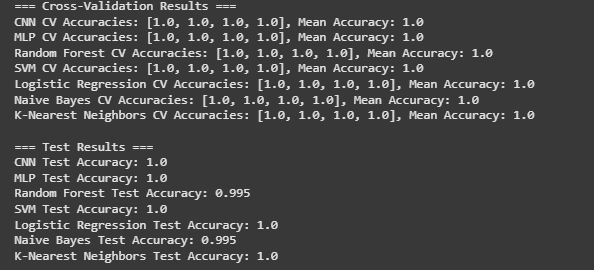 === Cross-Validation Results ===
CNN CV Accuracies: [1.0, 1.0, 1.0, 1.0], Mean Accuracy: 1.0
MLP CV Accuracies: [1.0, 1.0, 1.0, 1.0], Mean Accuracy: 1.0
Random Forest CV Accuracies: [1.0, 1.0, 1.0, 1.0], Mean Accuracy: 1.0
SVM CV Accuracies: [1.0, 1.0, 1.0, 1.0], Mean Accuracy: 1.0
Logistic Regression CV Accuracies: [1.0, 1.0, 1.0, 1.0], Mean Accuracy: 1.0
Naive Bayes CV Accuracies: [1.0, 1.0, 1.0, 1.0], Mean Accuracy: 1.0
K-Nearest Neighbors CV Accuracies: [1.0, 1.0, 1.0, 1.0], Mean Accuracy: 1.0
=== Test Results ===
CNN Test Accuracy: 1.0
MLP Test Accuracy: 1.0
Random Forest Test Accuracy: 0.995
SVM Test Accuracy: 1.0
Logistic Regression Test Accuracy: 1.0
Naive Bayes Test Accuracy: 0.995
K-Nearest Neighbors Test Accuracy: 1.0